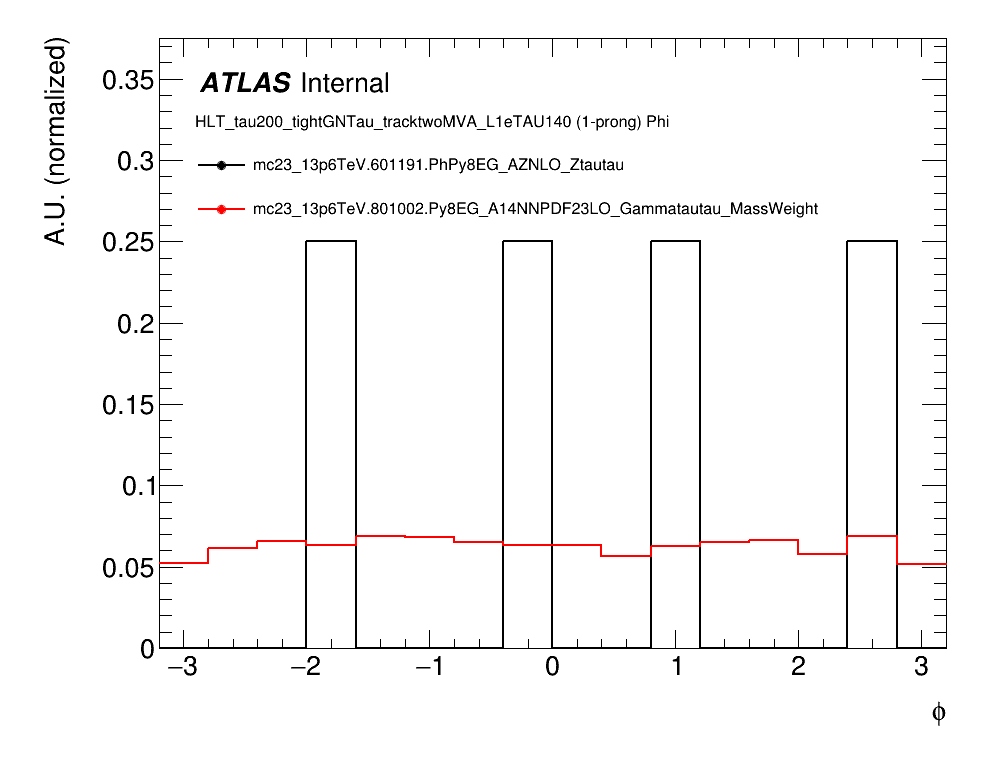 A.U. (normalized)
0.35
0.3
0.25
0.2
0.15
0.1
0.05
0
ATLAS Internal
HLT_tau200_tightGNTau_tracktwoMVA_L1eTAU140 (1-prong) Phi
mc23_13p6TeV.601191.PhPy8EG_AZNLO_Ztautau
mc23_13p6TeV.801002.Py8EG_A14NNPDF23LO_Gammatautau_MassWeight
−3 −2 −1 0 1 2 3
ϕ